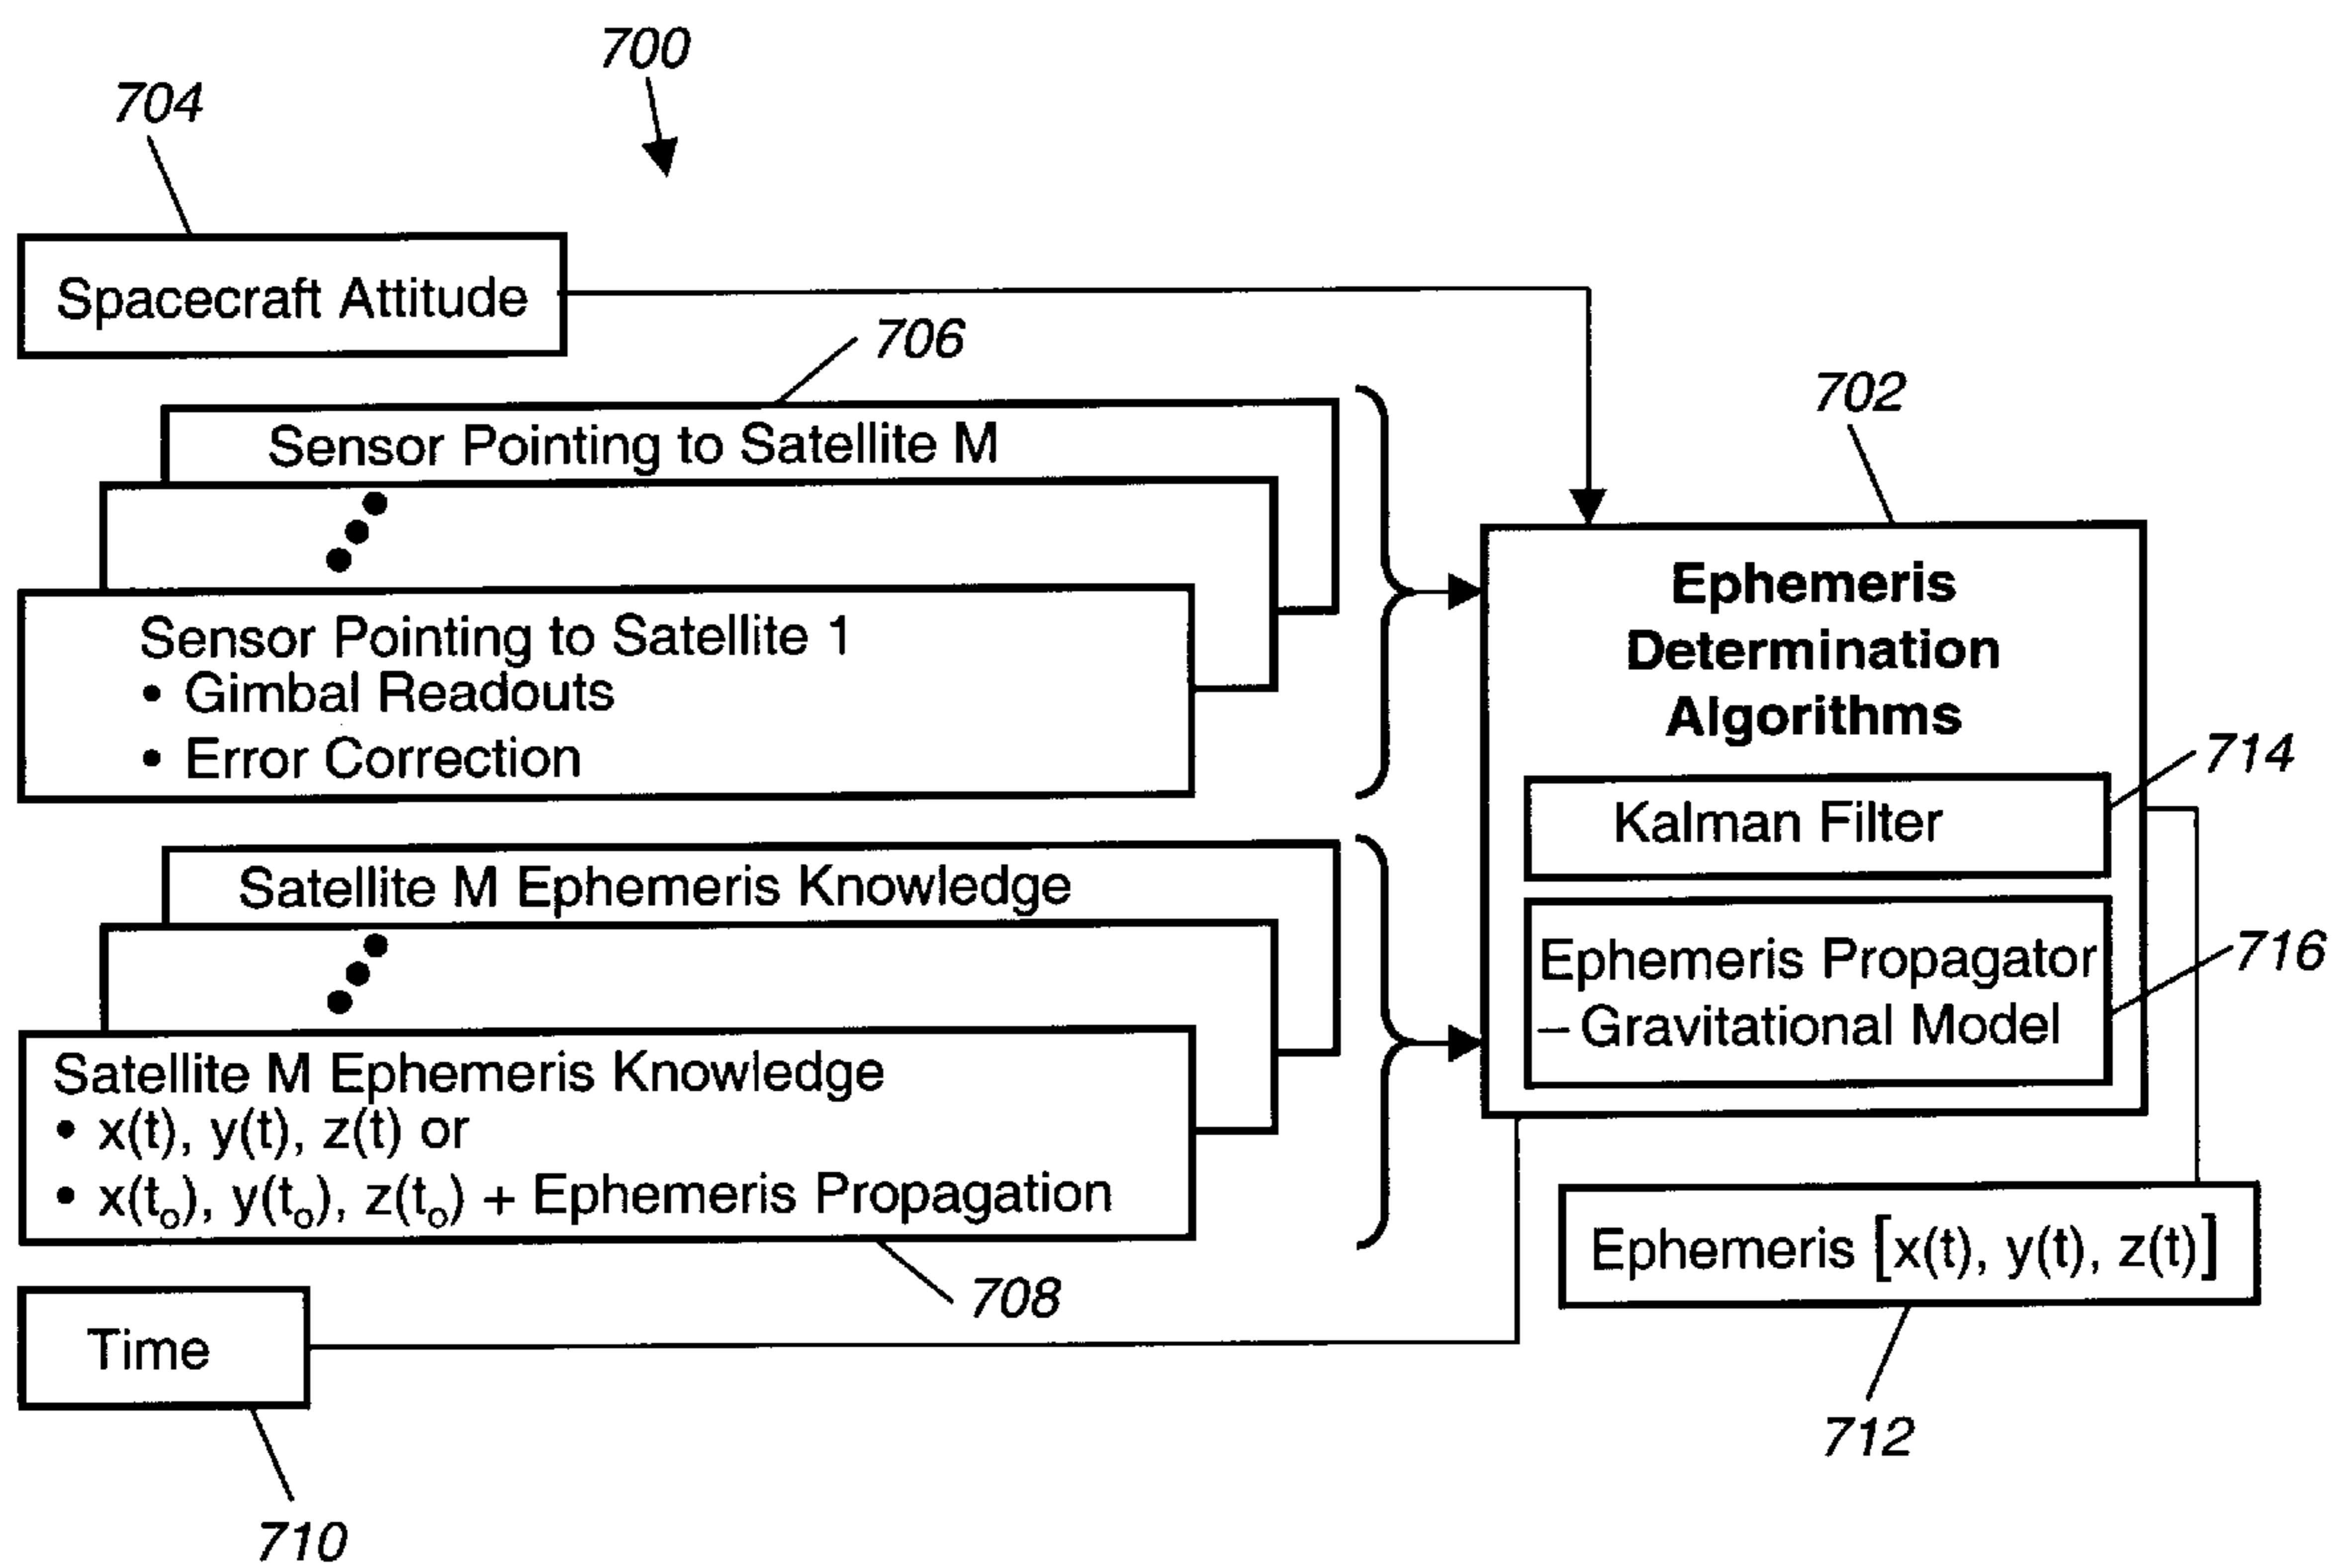 700
704
Spacecraft Attitude
706
Sensor Pointing to Satellite M
Sensor Pointing to Satellite 1
• Gimbal Readouts
• Error Correction
702
Ephemeris
Determination
Algorithms
714
Kalman Filter
716
Ephemeris Propagator
– Gravitational Model
Satellite M Ephemeris Knowledge
Satellite M Ephemeris Knowledge
• x(t), y(t), z(t) or
• x(tₒ), y(tₒ), z(tₒ) + Ephemeris Propagation
708
Ephemeris [x(t), y(t), z(t)]
712
Time
710